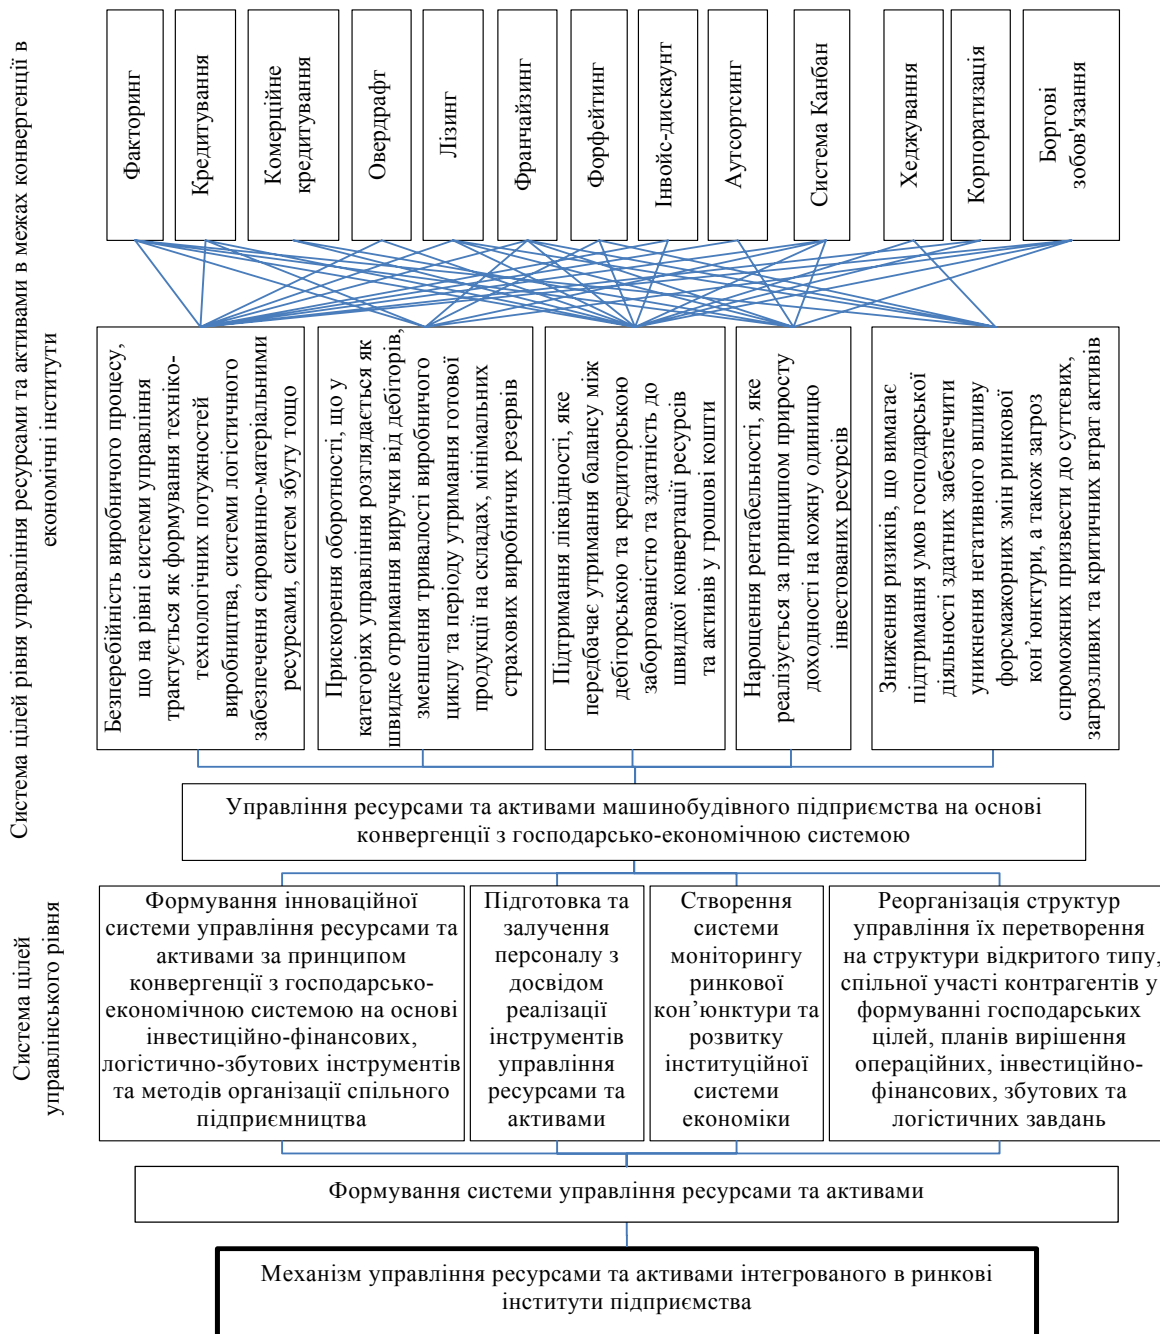 Система цілей рівня управління ресурсами та активами в межах конвергенції в
економічні інститути
Факторинг
Кредитування
Комерційне
кредитування
Овердрафт
Лізинг
Франчайзинг
Форфейтинг
Інвойс-дискаунт
Аутсортсинг
Система Канбан
Хеджування
Корпоратизація
Боргові
зобов'язання
Безперебійність виробничого процесу,
що на рівні системи управління
трактується як формування техніко-
технологічних потужностей
виробництва, системи логістичного
забезпечення сировинно-матеріальними
ресурсами, систем збуту тощо
Прискорення оборотності, що у
категоріях управління розглядається як
швидке отримання виручки від дебіторів,
зменшення тривалості виробничого
циклу та періоду утримання готової
продукції на складах, мінімальних
страхових виробничих резервів
Підтримання ліквідності, яке
передбачає утримання балансу між
дебіторською та кредиторською
заборгованістю та здатність до
швидкої конвертації ресурсів
та активів у грошові кошти
Нарощення рентабельності, яке
реалізується за принципом приросту
доходності на кожну одиницю
інвестованих ресурсів
Зниження ризиків, що вимагає
підтримання умов господарської
діяльності здатних забезпечити
уникнення негативного впливу
форсмажорних змін ринкової
кон’юнктури, а також загроз
спроможних призвести до суттєвих,
загрозливих та критичних втрат активів
Управління ресурсами та активами машинобудівного підприємства на основі
конвергенції з господарсько-економічною системою
Система цілей
управлінського рівня
Формування інноваційної
системи управління ресурсами та
активами за принципом
конвергенції з господарсько-
економічною системою на основі
інвестиційно-фінансових,
логістично-збутових інструментів
та методів організації спільного
підприємництва
Підготовка та
залучення
персоналу з
досвідом
реалізації
інструментів
управління
ресурсами та
активами
Створення
системи
моніторингу
ринкової
кон’юнктури та
розвитку
інституційної
системи
економіки
Реорганізація структур
управління їх перетворення
на структури відкритого типу,
спільної участі контрагентів у
формуванні господарських
цілей, планів вирішення
операційних, інвестиційно-
фінансових, збутових та
логістичних завдань
Формування системи управління ресурсами та активами
Механізм управління ресурсами та активами інтегрованого в ринкові
інститути підприємства